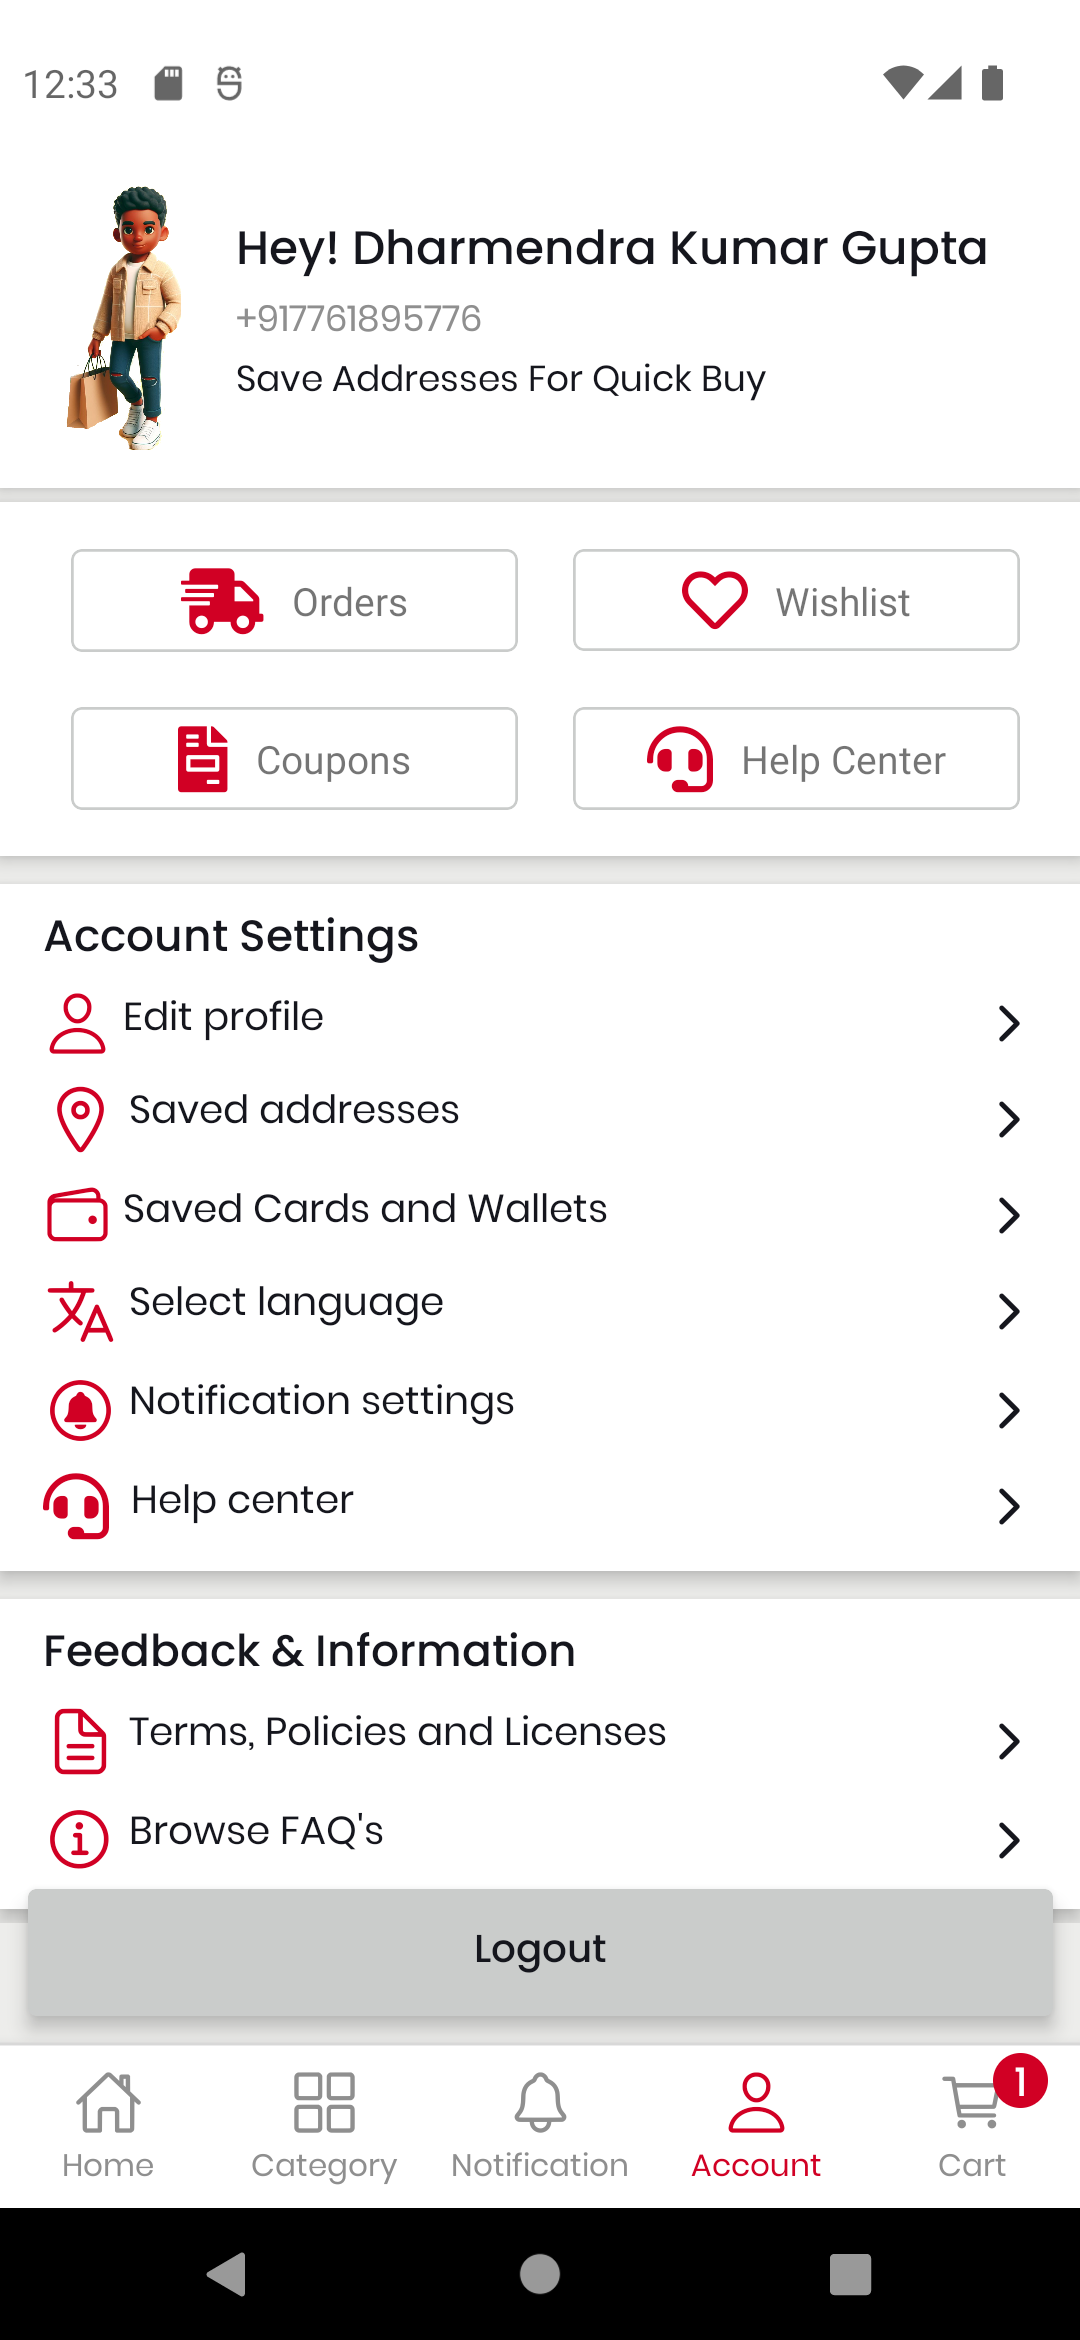 12:33
Hey! Dharmendra Kumar Gupta
+917761895776
Save Addresses For Quick Buy
Orders
Wishlist
Coupons
Help Center
Account Settings
Edit profile
Saved addresses
Saved Cards and Wallets
Select language
Notification settings
Help center
Feedback & Information
Terms, Policies and Licenses
Browse FAQ's
Logout
1
Home
Category
Notification
Account
Cart